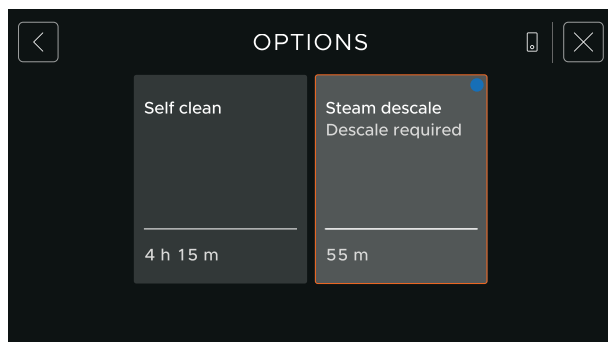 OPTIONS
Self clean
4 h 15 m
Steam descale
Descale required
55 m